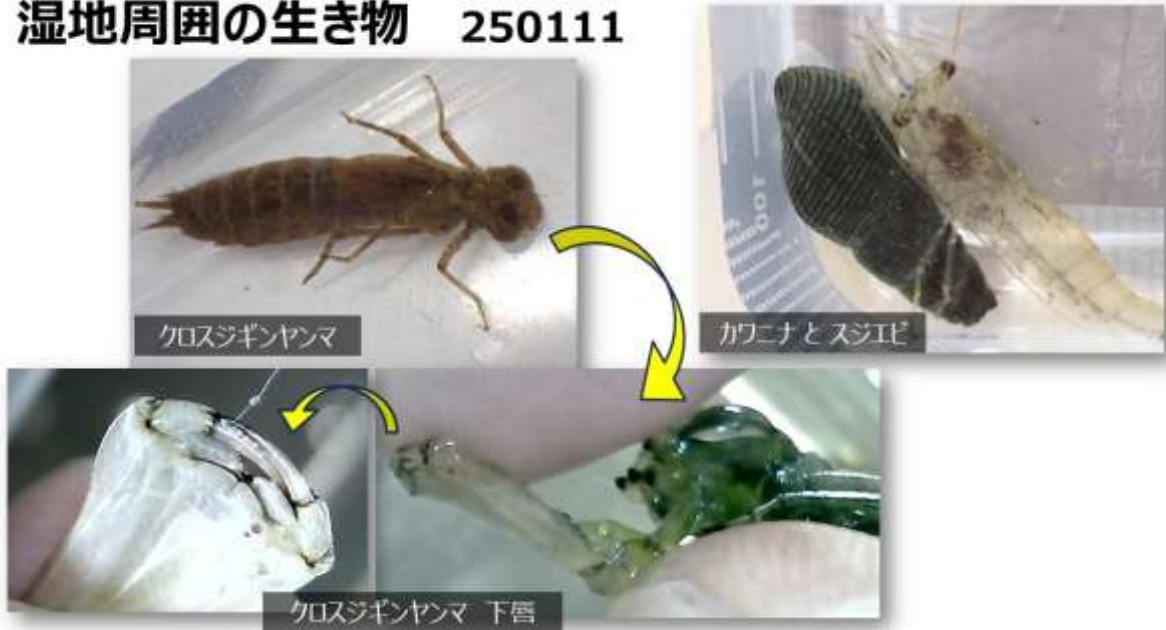 湿地周囲の生き物 250111
クロスジギンヤンマ
カワニナ と スジエビ
100
クロスジギンヤンマ 下唇